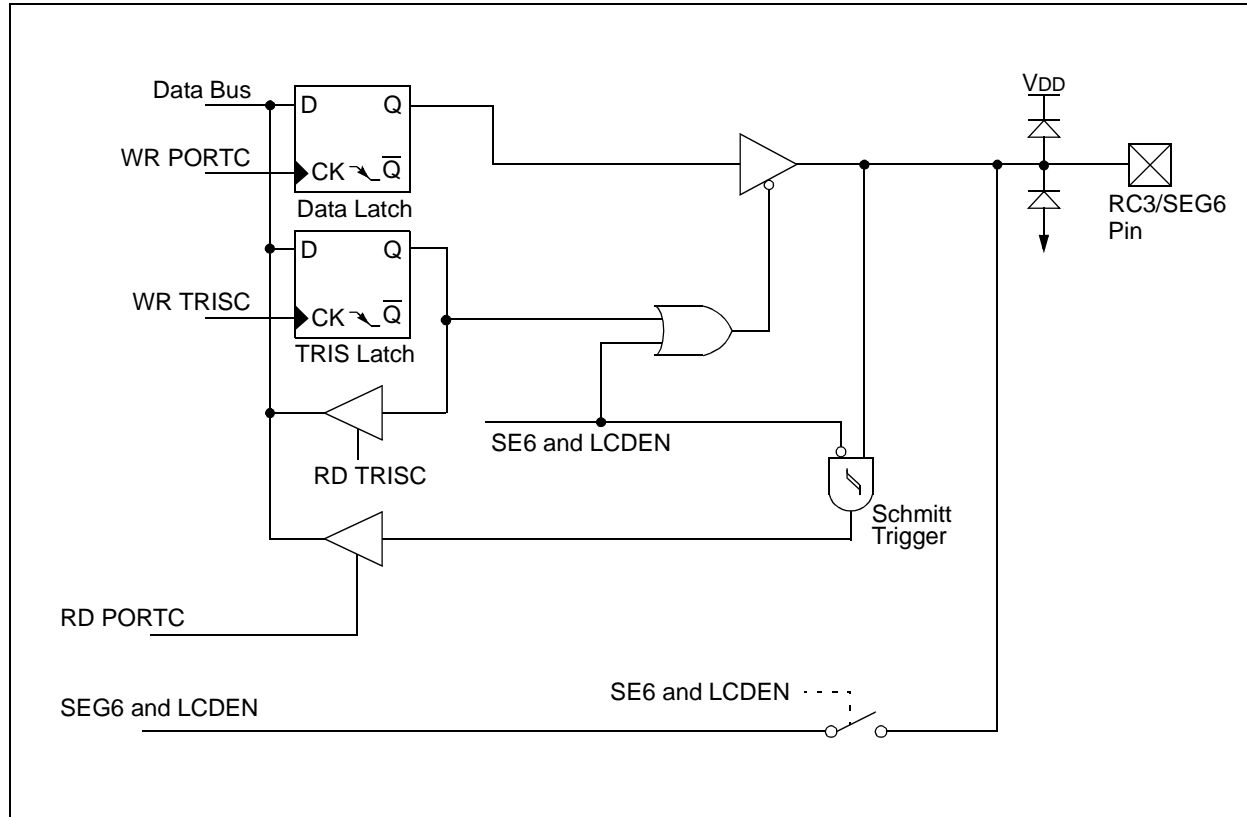 Data Bus
D Q
VDD
WR PORTC
CK Q
Data Latch
RC3/SEG6
Pin
D Q
WR TRISC
CK Q
TRIS Latch
SE6 and LCDEN
RD TRISC
Schmitt
Trigger
RD PORTC
SE6 and LCDEN
SEG6 and LCDEN